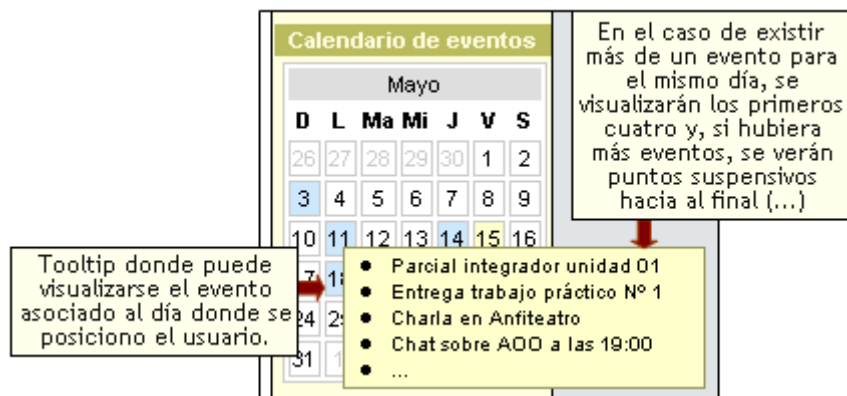 Calendario de eventos
Mayo
D L Ma Mi J V S
26 27 28 29 30 1 2
3 4 5 6 7 8 9
10 11 12 13 14 15 16
24
31
En el caso de existir
más de un evento para
el mismo día, se
visualizarán los primeros
cuatro y, si hubiera
más eventos, se verán
puntos suspensivos
hacia al final (...)
Tooltip donde puede
visualizarse el evento
asociado al día donde se
posiciono el usuario.
• Parcial integrador unidad 01
• Entrega trabajo práctico Nº 1
• Charla en Anfiteatro
• Chat sobre AOO a las 19:00
• ...